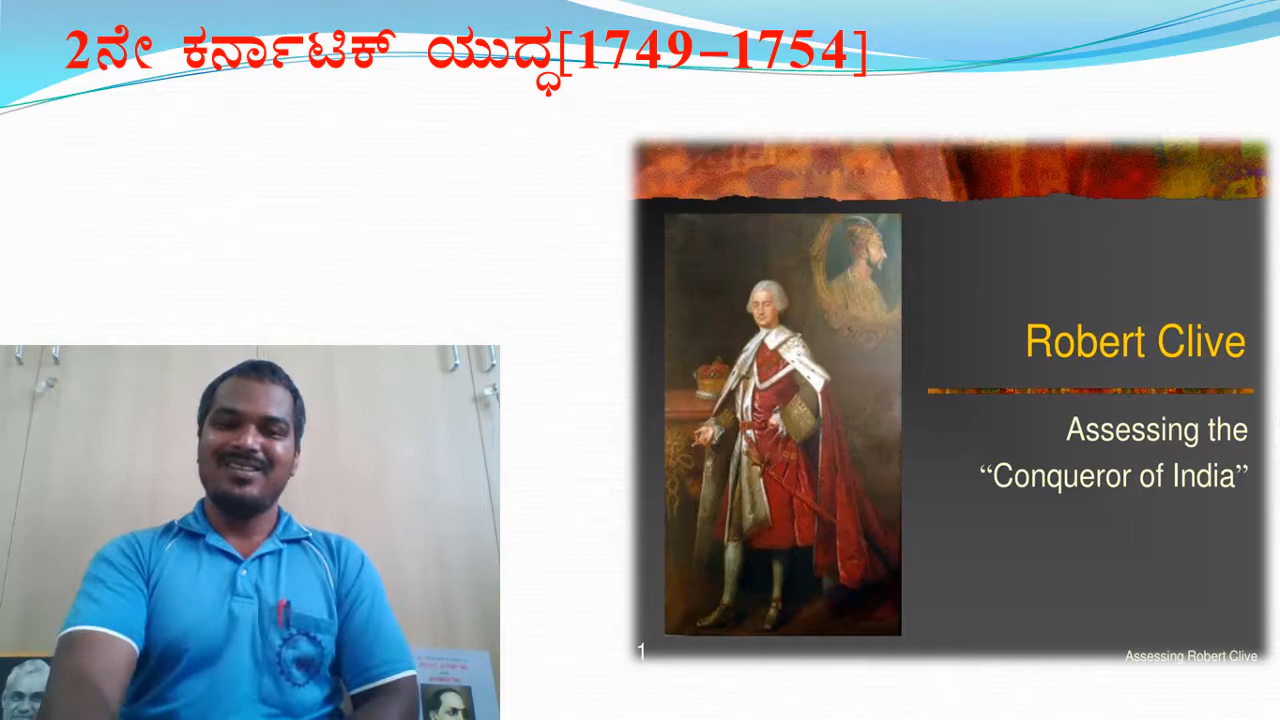 2ನೇ ಕರ್ನಾಟಿಕ್ ಯುದ್ಧ[1749–1754]
Robert Clive
Assessing the
“Conqueror of India”
1
Assessing Robert Clive